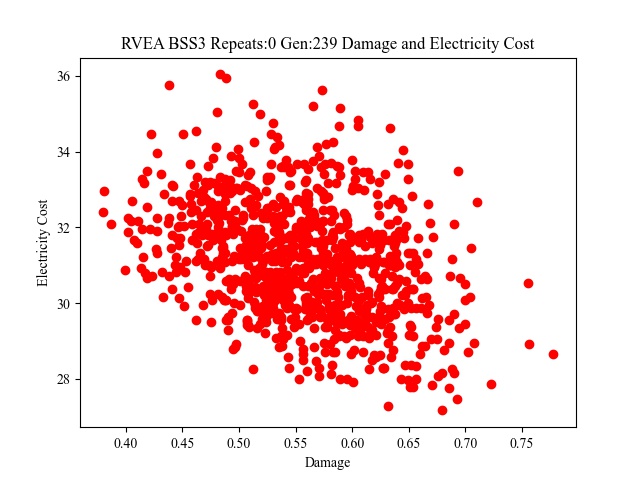 RVEA BSS3 Repeats:0 Gen:239 Damage and Electricity Cost
36
34
32
30
28
Electricity Cost
0.40 0.45 0.50 0.55 0.60 0.65 0.70 0.75
Damage